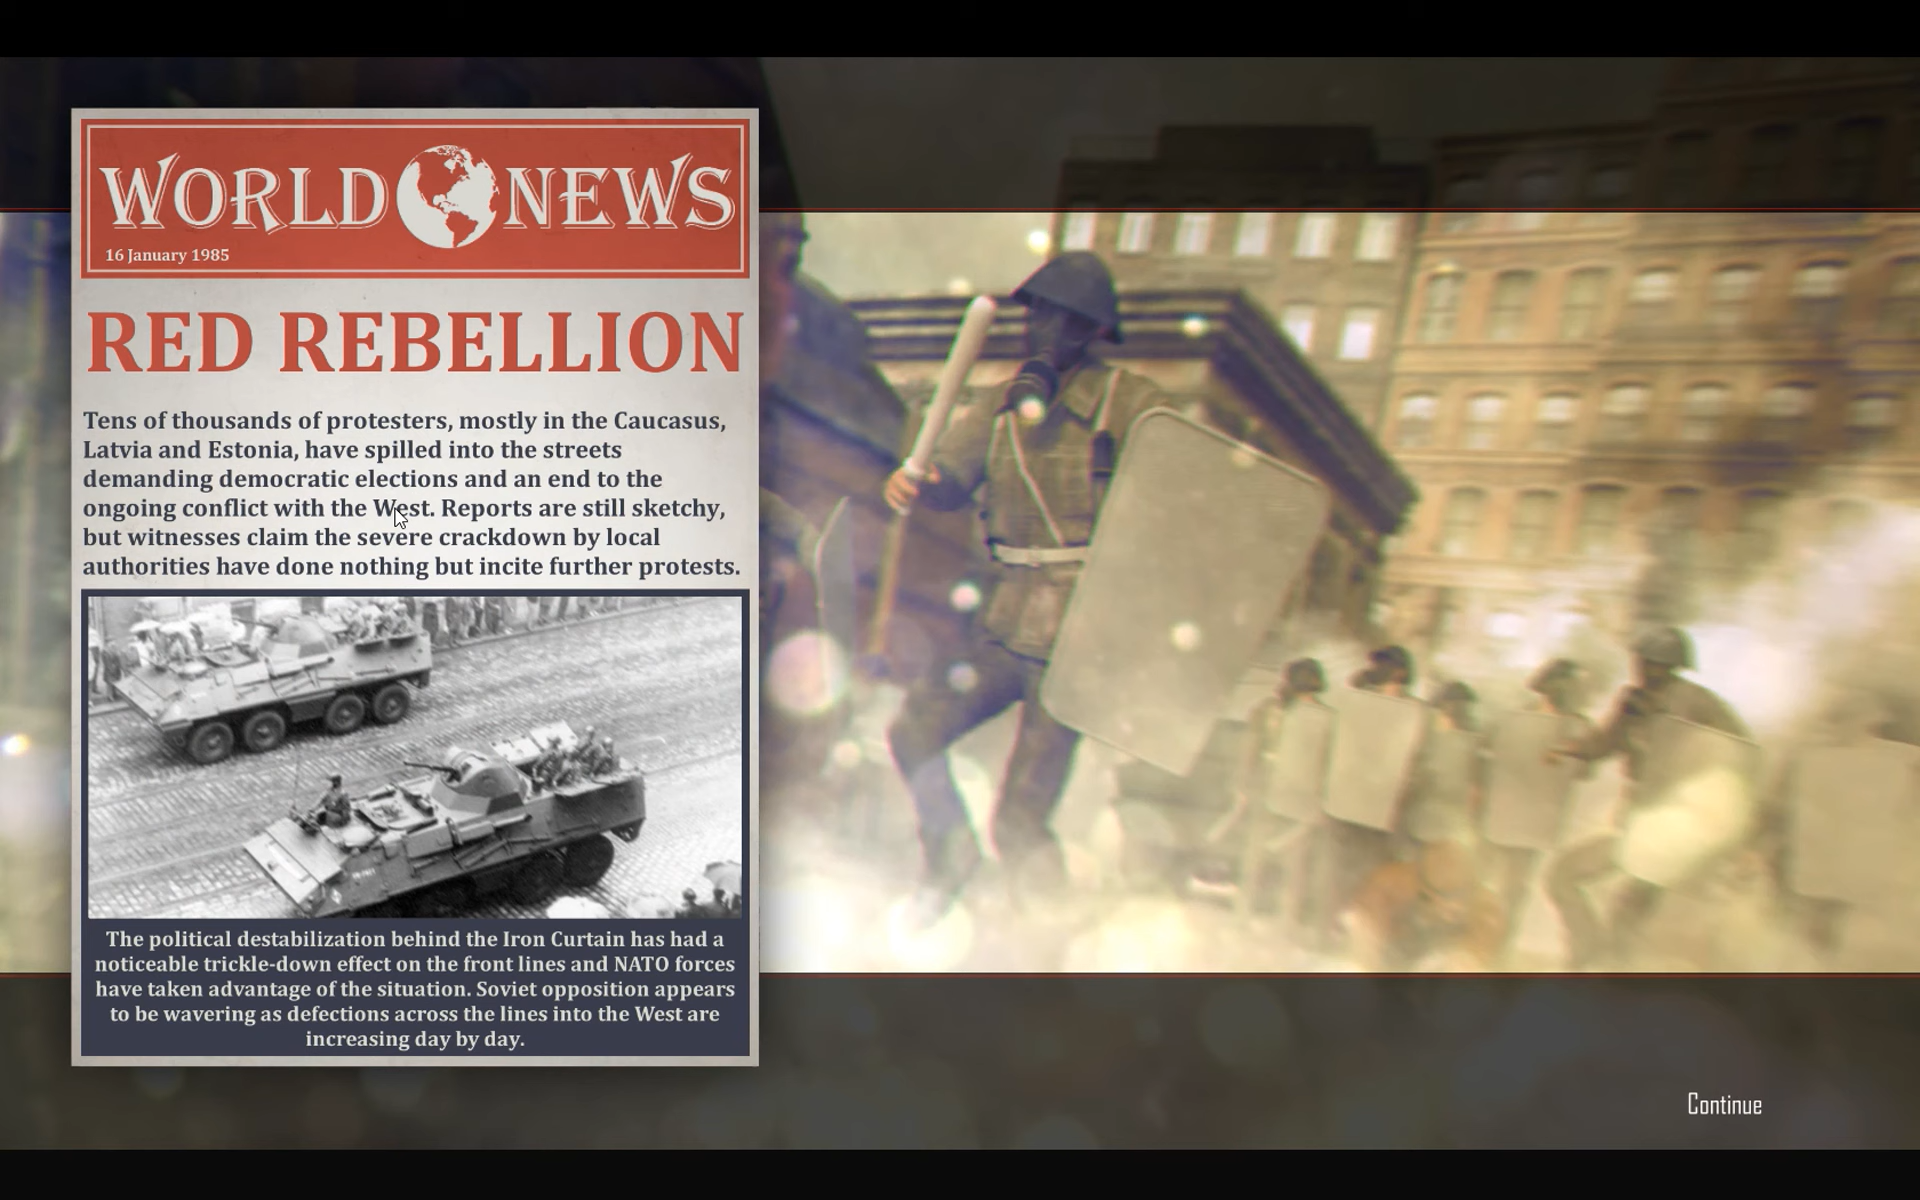 WORLD NEWS
16 January 1985
RED REBELLION
Tens of thousands of protesters, mostly in the Caucasus,
Latvia and Estonia, have spilled into the streets
demanding democratic elections and an end to the
ongoing conflict with the West. Reports are still sketchy,
but witnesses claim the severe crackdown by local
authorities have done nothing but incite further protests.
The political destabilization behind the Iron Curtain has had a
noticeable trickle-down effect on the front lines and NATO forces
have taken advantage of the situation. Soviet opposition appears
to be wavering as defections across the lines into the West are
increasing day by day.
Continue